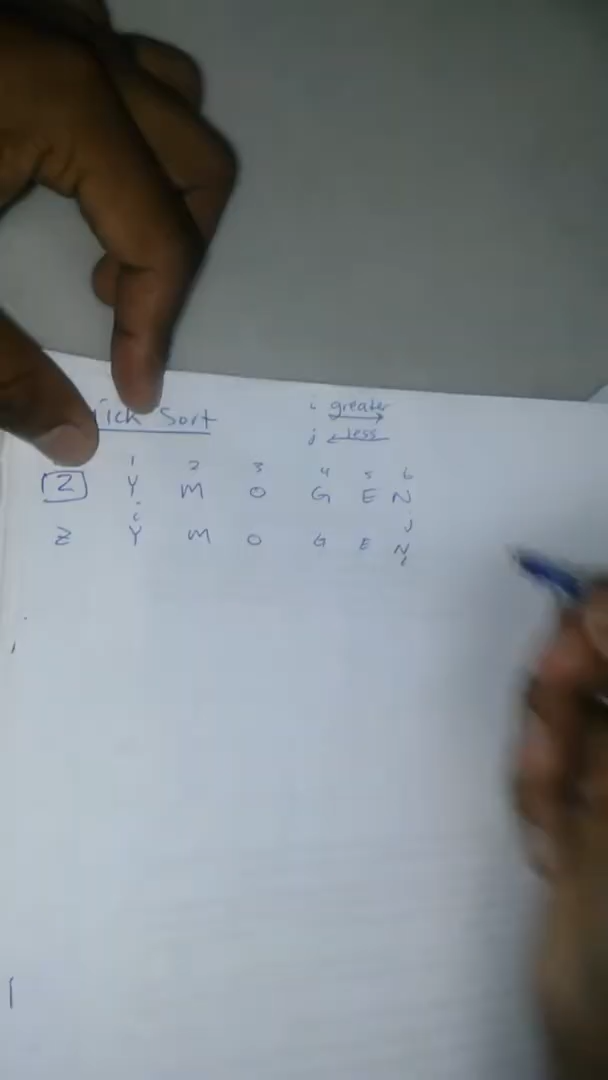 ick Sort
i greater
j less
1 2 3 4 5 6
Z Y M O G E N
i j
Z Y M O G E N
i